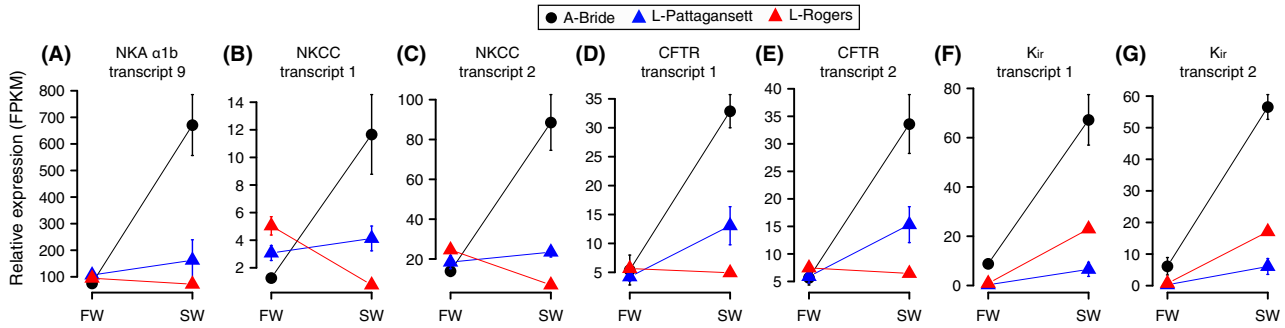 A-Bride L-Pattagansett L-Rogers
(A) NKA α1b transcript 9
(B) NKCC transcript 1
(C) NKCC transcript 2
(D) CFTR transcript 1
(E) CFTR transcript 2
(F) Kir transcript 1
(G) Kir transcript 2
Relative expression (FPKM)
800
700
600
500
400
300
200
100
FW SW
14
12
10
8
6
4
2
FW SW
100
80
60
40
20
FW SW
35
30
25
20
15
10
5
FW SW
40
35
30
25
20
15
10
5
FW SW
80
60
40
20
0
FW SW
60
50
40
30
20
10
0
FW SW